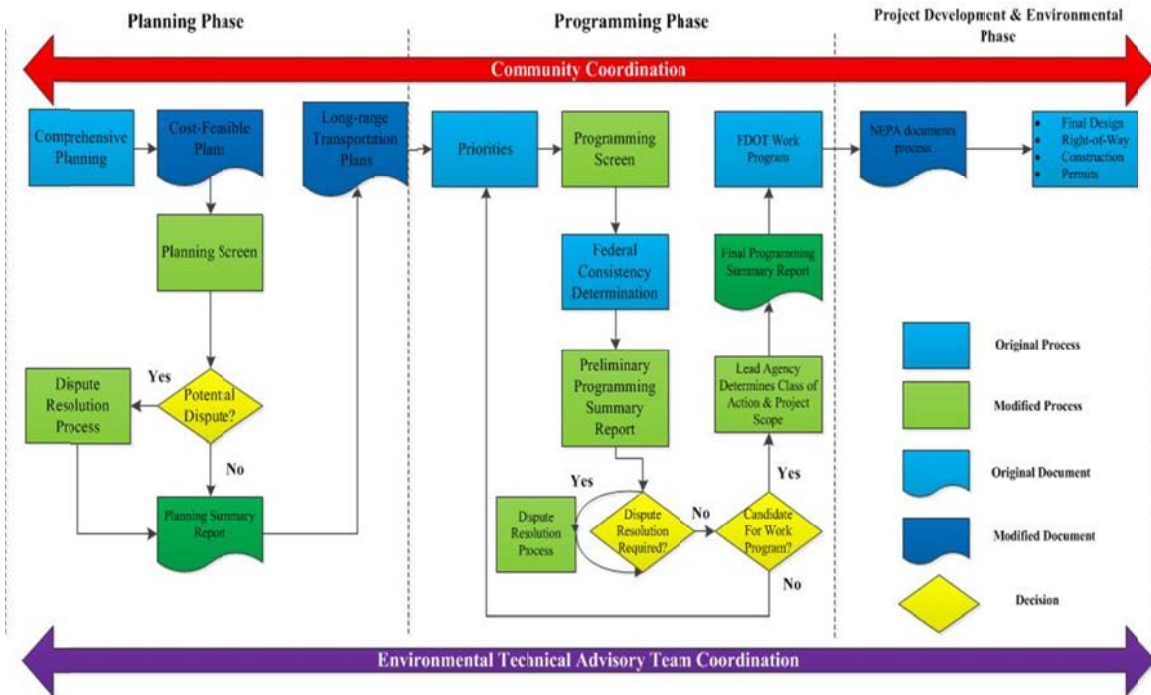 Planning Phase
Programming Phase
Project Development & Environmental
Phase
Community Coordination
Comprehensive
Planning
Cost-Feasible
Plans
Long-range
Transportation
Plans
Priorities
Programming
Screen
FDOT Work
Program
NEPA documents
process
• Final Design
• Right-of-Way
• Construction
• Permits
Planning Screen
Federal
Consistency
Determination
Final Programming
Summary Report
Original Process
Dispute
Resolution
Process
Yes
Potential
Dispute?
No
Preliminary
Programming
Summary
Report
Lead Agency
Determines Class of
Action & Project
Scope
Modified Process
Planning Summary
Report
Yes
Dispute
Resolution
Process
Dispute
Resolution
Required?
No
Yes
Candidate
For Work
Program?
No
Original Document
Modified Document
Decision
Environmental Technical Advisory Team Coordination